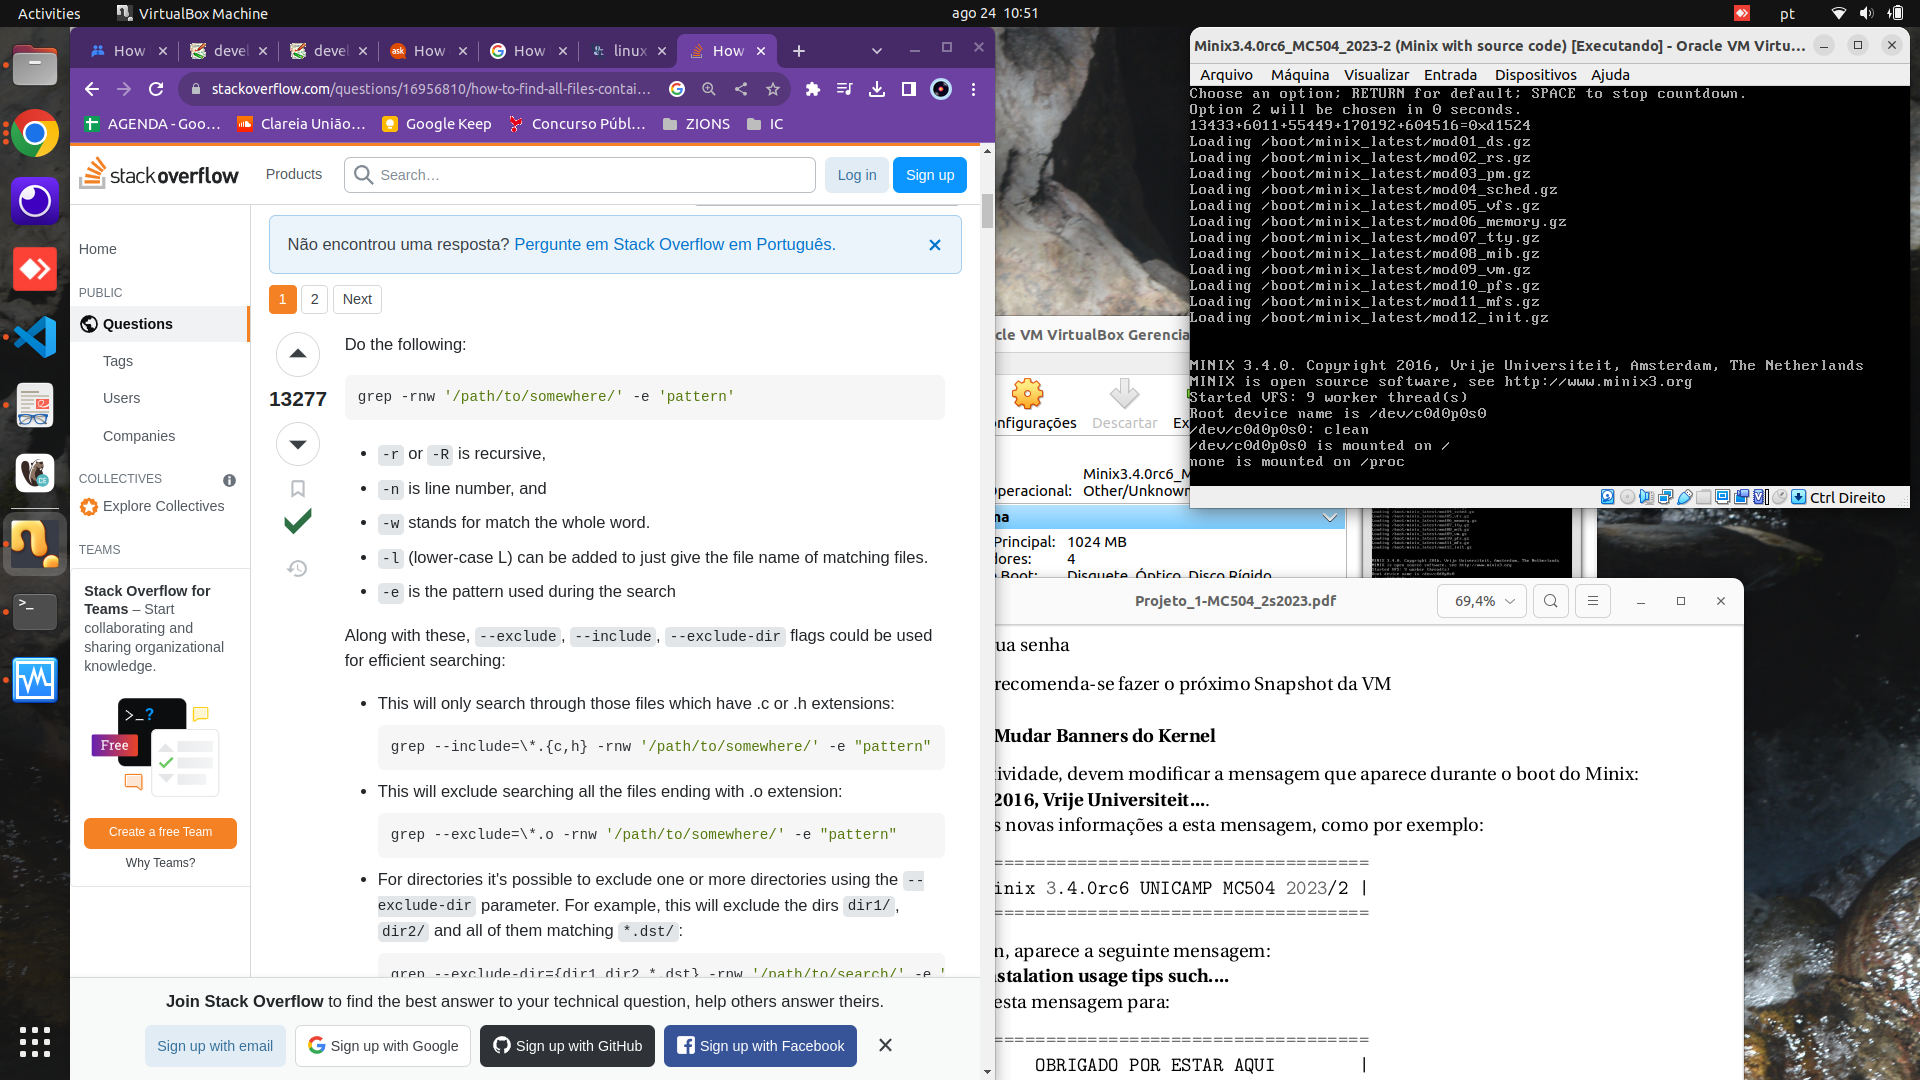 Activities
VirtualBox Machine
ago 24 10:51
pt
How
devel
devel
How
How
linux
How
stackoverflow.com/questions/16956810/how-to-find-all-files-contai…
AGENDA - Goo…
Clareia União…
Google Keep
Concurso Públ…
ZIONS
IC
stackoverflow
Products
Search…
Log in
Sign up
Home
PUBLIC
Questions
Tags
Users
Companies
COLLECTIVES
Explore Collectives
TEAMS
Stack Overflow for
Teams – Start
collaborating and
sharing organizational
knowledge.
>_?
Free
Create a free Team
Why Teams?
Não encontrou uma resposta? Pergunte em Stack Overflow em Português.
1 2 Next
13277
Do the following:
grep -rnw '/path/to/somewhere/' -e 'pattern'
• -r or -R is recursive,
• -n is line number, and
• -w stands for match the whole word.
• -l (lower-case L) can be added to just give the file name of matching files.
• -e is the pattern used during the search
Along with these, --exclude, --include, --exclude-dir flags could be used
for efficient searching:
• This will only search through those files which have .c or .h extensions:
grep --include=\*.{c,h} -rnw '/path/to/somewhere/' -e "pattern"
• This will exclude searching all the files ending with .o extension:
grep --exclude=\*.o -rnw '/path/to/somewhere/' -e "pattern"
• For directories it's possible to exclude one or more directories using the --
exclude-dir parameter. For example, this will exclude the dirs dir1/,
dir2/ and all of them matching *.dst/:
grep --exclude-dir={dir1,dir2,*.dst} -rnw '/path/to/search/' -e '
Join Stack Overflow to find the best answer to your technical question, help others answer theirs.
Sign up with email
Sign up with Google
Sign up with GitHub
Sign up with Facebook
Minix3.4.0rc6_MC504_2023-2 (Minix with source code) [Executando] - Oracle VM Virtu…
Arquivo Máquina Visualizar Entrada Dispositivos Ajuda
Choose an option; RETURN for default; SPACE to stop countdown.
Option 2 will be chosen in 0 seconds.
13433+6011+55449+170192+604516=0xd1524
Loading /boot/minix_latest/mod01_ds.gz
Loading /boot/minix_latest/mod02_rs.gz
Loading /boot/minix_latest/mod03_pm.gz
Loading /boot/minix_latest/mod04_sched.gz
Loading /boot/minix_latest/mod05_vfs.gz
Loading /boot/minix_latest/mod06_memory.gz
Loading /boot/minix_latest/mod07_tty.gz
Loading /boot/minix_latest/mod08_mib.gz
Loading /boot/minix_latest/mod09_vm.gz
Loading /boot/minix_latest/mod10_pfs.gz
Loading /boot/minix_latest/mod11_mfs.gz
Loading /boot/minix_latest/mod12_init.gz
MINIX 3.4.0. Copyright 2016, Vrije Universiteit, Amsterdam, The Netherlands
MINIX is open source software, see http://www.minix3.org
Started VFS: 9 worker thread(s)
Root device name is /dev/c0d0p0s0
/dev/c0d0p0s0: clean
/dev/c0d0p0s0 is mounted on /
none is mounted on /proc
Ctrl Direito
cle VM VirtualBox Gerencia
onfigurações
Descartar
Ex
Minix3.4.0rc6_M
Operacional: Other/Unknown
na
Principal: 1024 MB
dores: 4
Boot: Disquete, Óptico, Disco Rígido
Projeto_1-MC504_2s2023.pdf
69,4%
ua senha
recomenda-se fazer o próximo Snapshot da VM
Mudar Banners do Kernel
ividade, devem modificar a mensagem que aparece durante o boot do Minix:
2016, Vrije Universiteit....
s novas informações a esta mensagem, como por exemplo:
====================================
inix 3.4.0rc6 UNICAMP MC504 2023/2 |
====================================
n, aparece a seguinte mensagem:
nstalation usage tips such....
esta mensagem para:
====================================
OBRIGADO POR ESTAR AQUI |